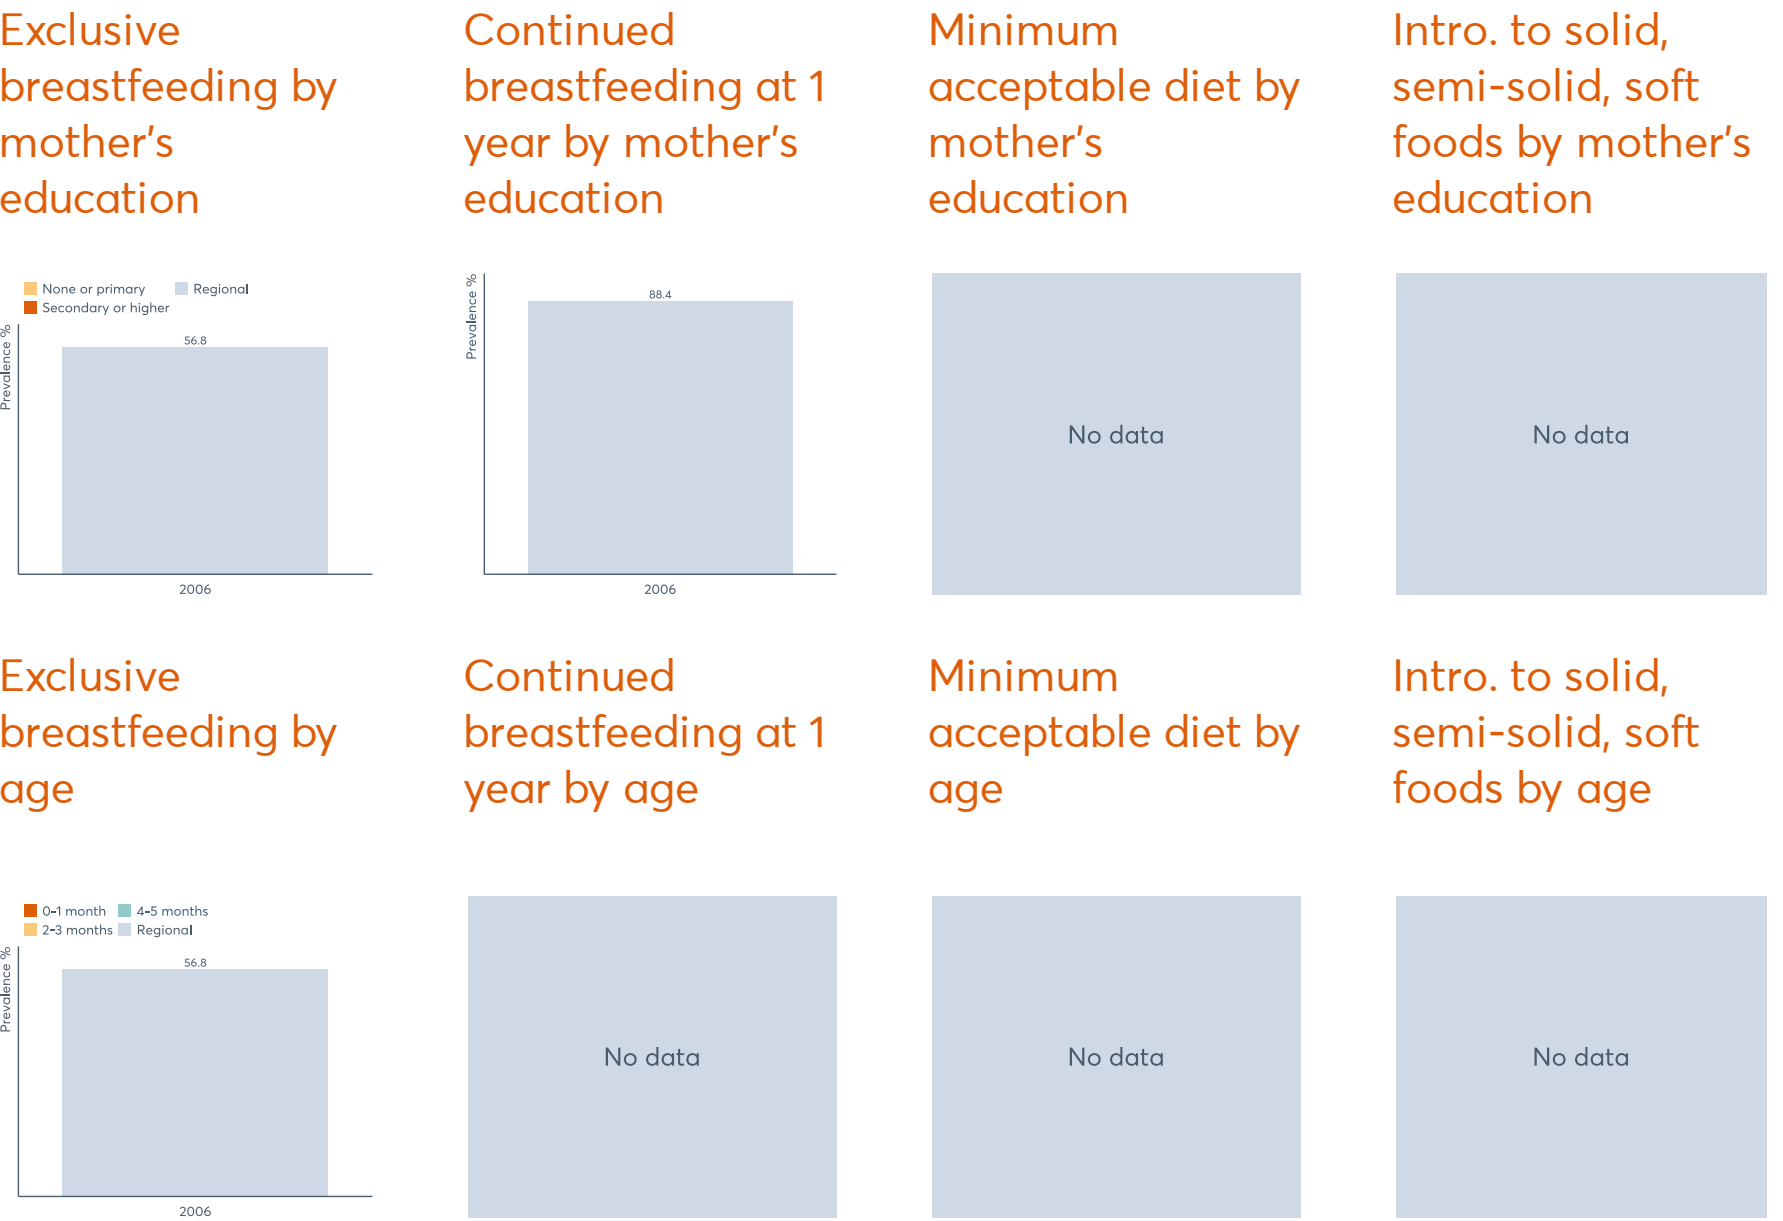 Exclusive
breastfeeding by
mother's
education
None or primary
Regional
Secondary or higher
Prevalence %
56.8
2006
Continued
breastfeeding at 1
year by mother's
education
Prevalence %
88.4
2006
Minimum
acceptable diet by
mother's
education
No data
Intro. to solid,
semi-solid, soft
foods by mother's
education
No data
Exclusive
breastfeeding by
age
0-1 month
4-5 months
2-3 months
Regional
Prevalence %
56.8
2006
Continued
breastfeeding at 1
year by age
No data
Minimum
acceptable diet by
age
No data
Intro. to solid,
semi-solid, soft
foods by age
No data